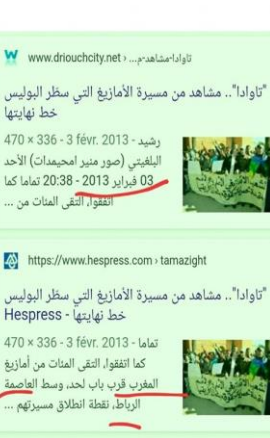 www.driouchcity.net › تاوادا-مشاهد-م...
"تاوادا".. مشاهد من مسيرة الأمازيغ التي سطر البوليس
خط نهايتها
470 × 336 - 3 févr. 2013 - رشيد
البلغيتي (صور منير امحيمدات) الأحد
03 فبراير 2013 - 20:38 تماما كما
اتفقوا، التقى المئات من ...
https://www.hespress.com › tamazight
"تاوادا".. مشاهد من مسيرة الأمازيغ التي سطر البوليس
خط نهايتها - Hespress
470 × 336 - 3 févr. 2013 - تماما
كما اتفقوا، التقى المئات من أمازيغ
المغرب قرب باب لحد، وسط العاصمة
الرباط، نقطة انطلاق مسيرتهم ...